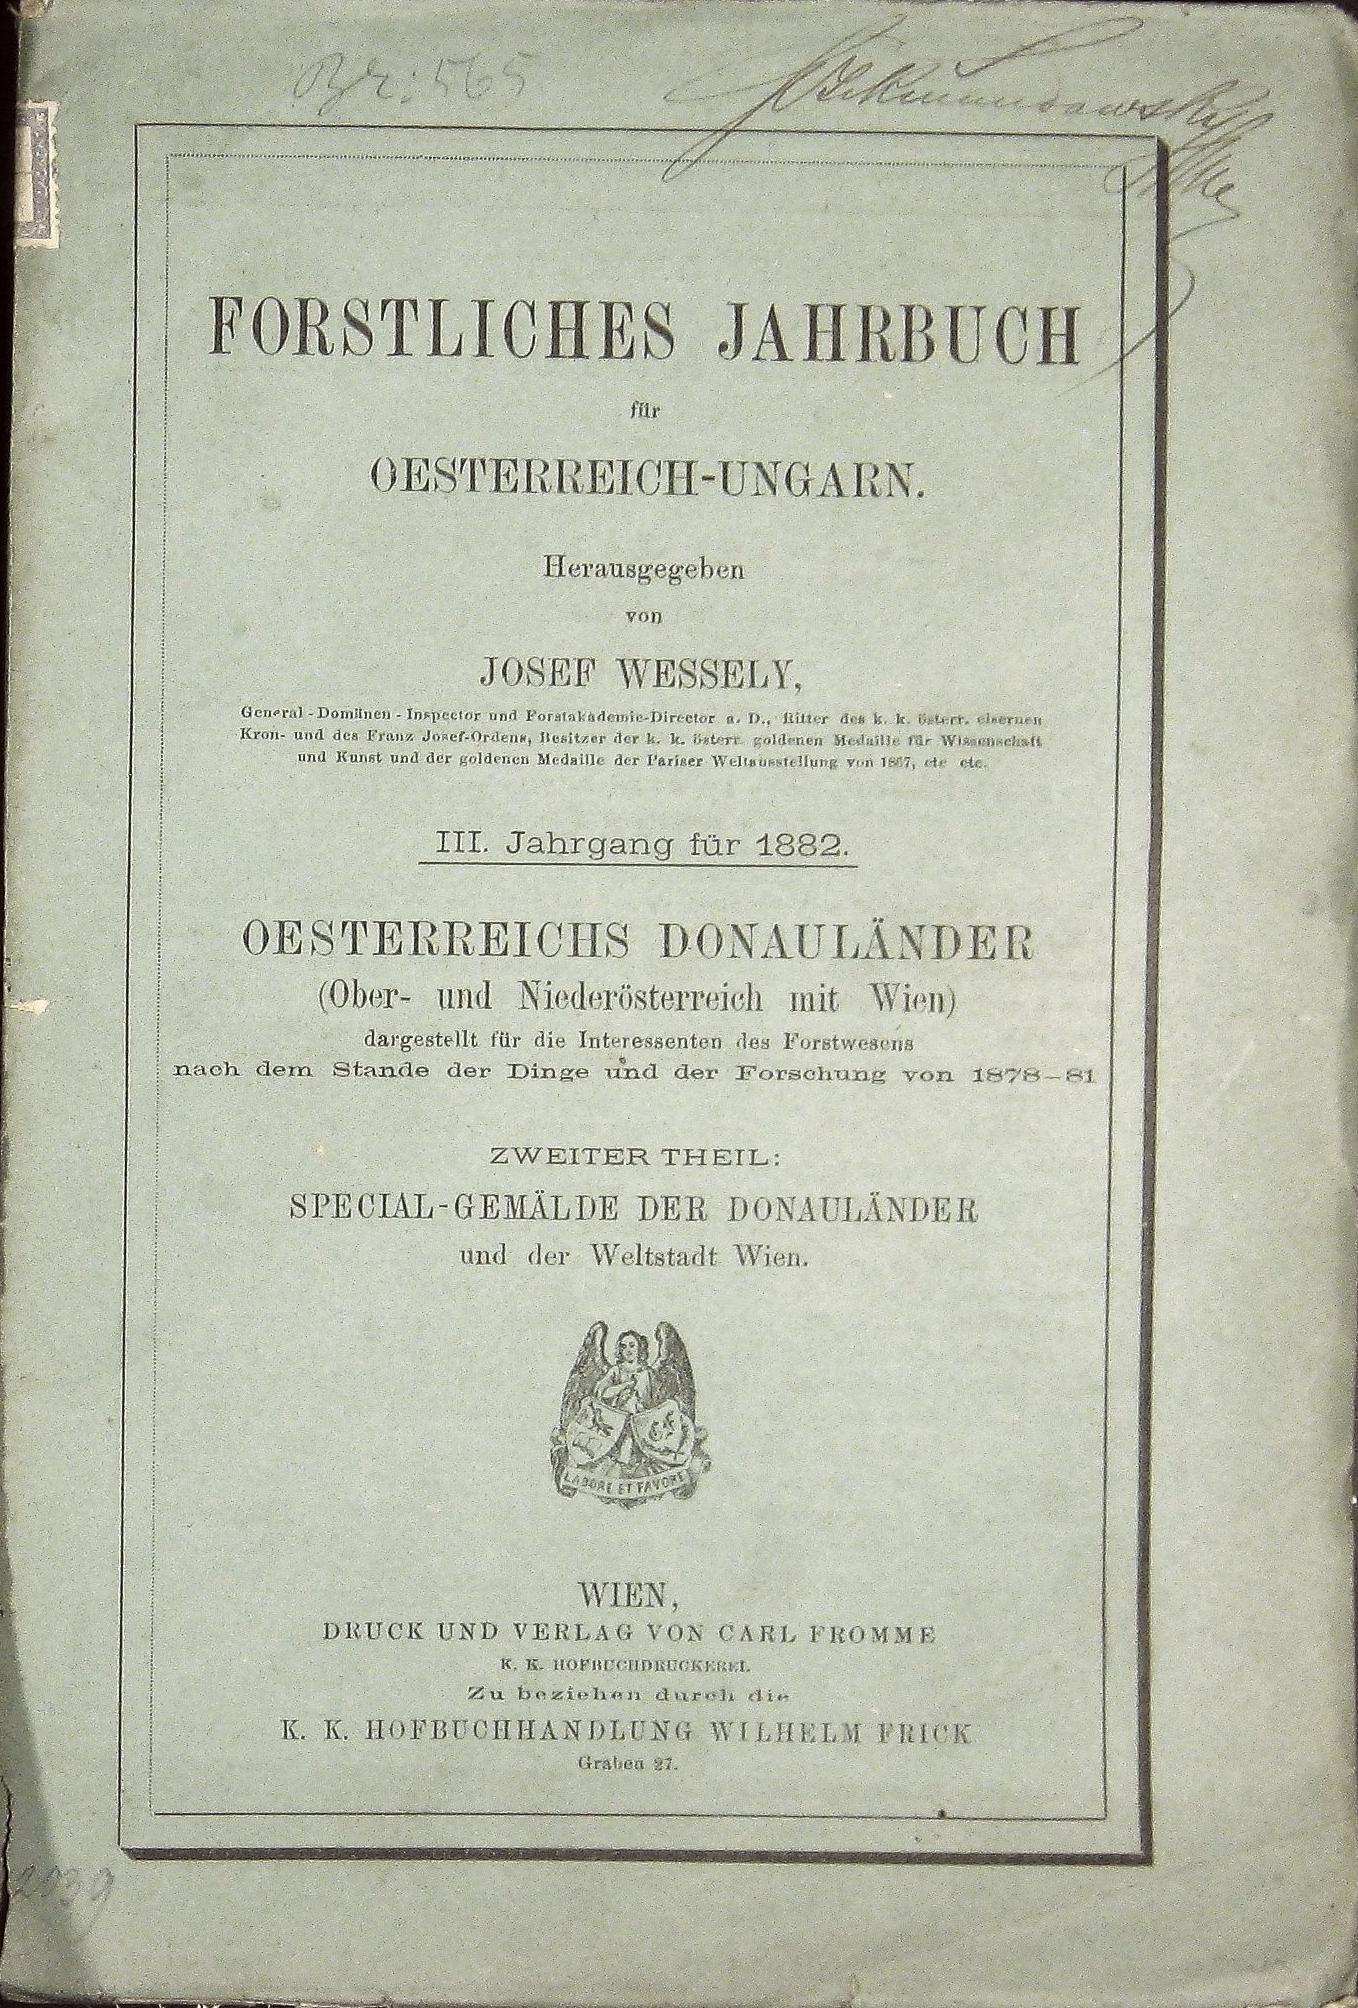 565
FORSTLICHES JAHRBUCH
für
OESTERREICH-UNGARN.
Herausgegeben
von
JOSEF WESSELY,
General-Domänen-Inspector und Forstakademie-Director a. D., Ritter des k. k. österr. eisernen
Kron- und des Franz Josef-Ordens, Besitzer der k. k. österr. goldenen Medaille für Wissenschaft
und Kunst und der goldenen Medaille der Pariser Weltausstellung von 1867, etc etc.
III. Jahrgang für 1882.
OESTERREICHS DONAULÄNDER
(Ober- und Niederösterreich mit Wien)
dargestellt für die Interessenten des Forstwesens
nach dem Stande der Dinge und der Forschung von 1878–81
ZWEITER THEIL:
SPECIAL-GEMÄLDE DER DONAULÄNDER
und der Weltstadt Wien.
LABORE ET FAVORE
WIEN,
DRUCK UND VERLAG VON CARL FROMME
K. K. HOFBUCHDRUCKEREI.
Zu beziehen durch die
K. K. HOFBUCHHANDLUNG WILHELM FRICK
Graben 27.
2039